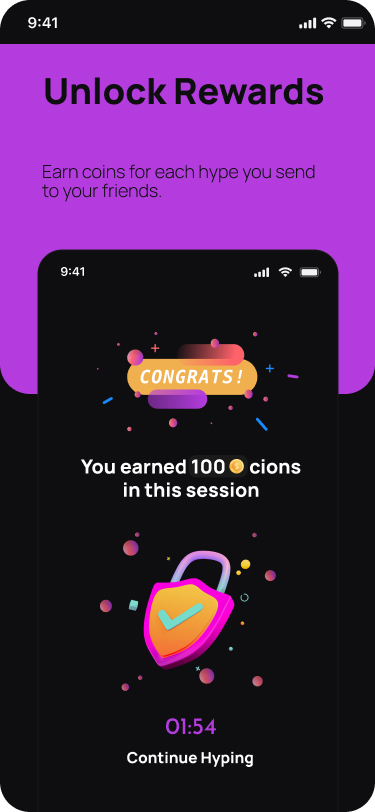 9:41
Unlock Rewards
Earn coins for each hype you send
to your friends.
9:41
CONGRATS!
You earned 100 cions
in this session
01:54
Continue Hyping